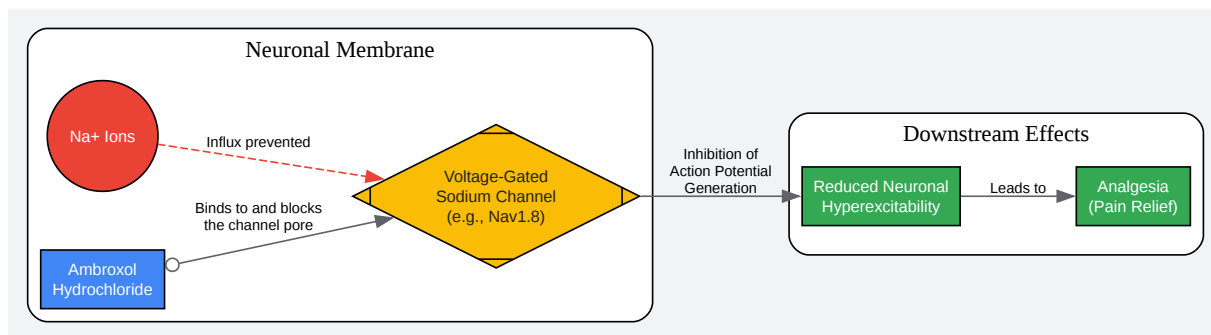 Neuronal Membrane
Na+ Ions
Influx prevented
Binds to and blocks
the channel pore
Ambroxol
Hydrochloride
Voltage-Gated
Sodium Channel
(e.g., Nav1.8)
Inhibition of
Action Potential
Generation
Downstream Effects
Reduced Neuronal
Hyperexcitability
Leads to
Analgesia
(Pain Relief)